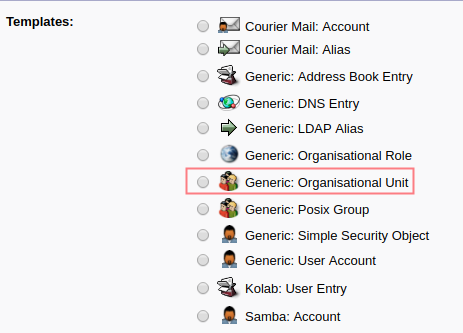 Templates:
Courier Mail: Account
Courier Mail: Alias
Generic: Address Book Entry
Generic: DNS Entry
Generic: LDAP Alias
Generic: Organisational Role
Generic: Organisational Unit
Generic: Posix Group
Generic: Simple Security Object
Generic: User Account
Kolab: User Entry
Samba: Account